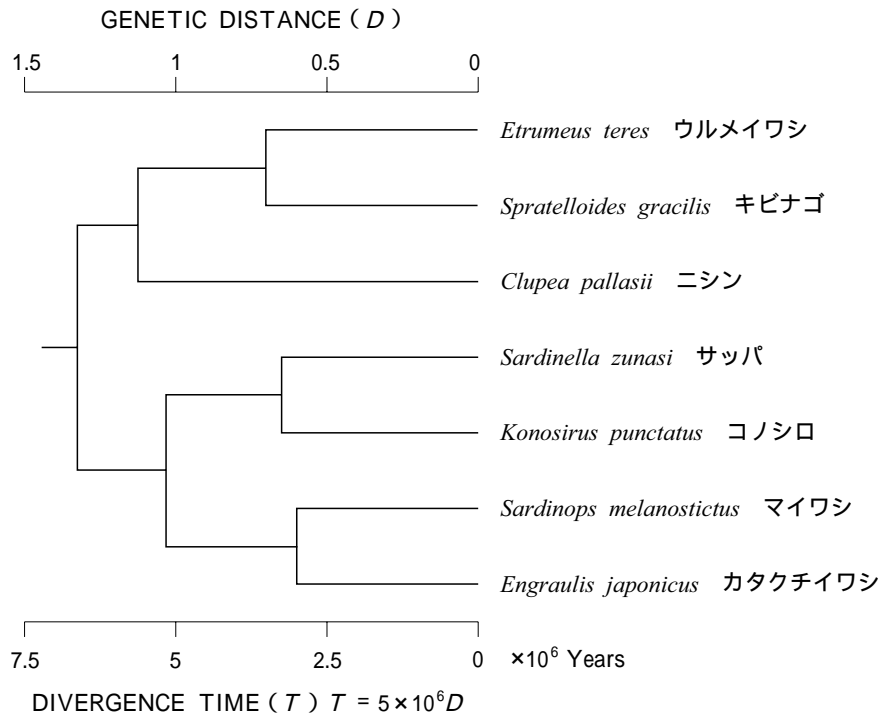 GENETIC DISTANCE ( D )
1.5 1 0.5 0
Etrumeus teres ウルメイワシ
Spratelloides gracilis キビナゴ
Clupea pallasii ニシン
Sardinella zunasi サッパ
Konosirus punctatus コノシロ
Sardinops melanostictus マイワシ
Engraulis japonicus カタクチイワシ
7.5 5 2.5 0 ×10⁶ Years
DIVERGENCE TIME ( T ) T = 5×10⁶D